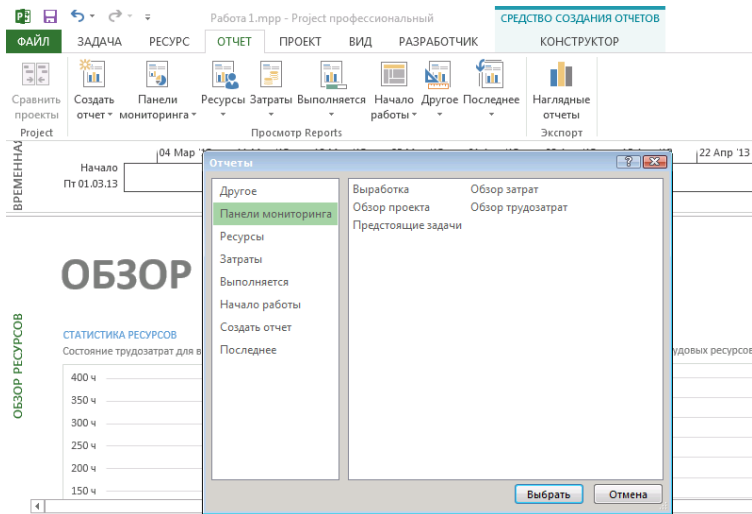 Работа 1.mpp - Project профессиональный
СРЕДСТВО СОЗДАНИЯ ОТЧЕТОВ
ФАЙЛ ЗАДАЧА РЕСУРС ОТЧЕТ ПРОЕКТ ВИД РАЗРАБОТЧИК КОНСТРУКТОР
Сравнить проекты
Создать отчет
Панели мониторинга
Ресурсы
Затраты
Выполняется
Начало работы
Другое
Последнее
Наглядные отчеты
Project
Просмотр Reports
Экспорт
04 Мар
22 Апр '13
Начало
Пт 01.03.13
ОБЗОР
СТАТИСТИКА РЕСУРСОВ
Состояние трудозатрат для в
удовых ресурсов
ОБЗОР РЕСУРСОВ
400 ч
350 ч
300 ч
250 ч
200 ч
150 ч
Отчеты
Другое
Панели мониторинга
Ресурсы
Затраты
Выполняется
Начало работы
Создать отчет
Последнее
Выработка
Обзор затрат
Обзор проекта
Обзор трудозатрат
Предстоящие задачи
Выбрать
Отмена